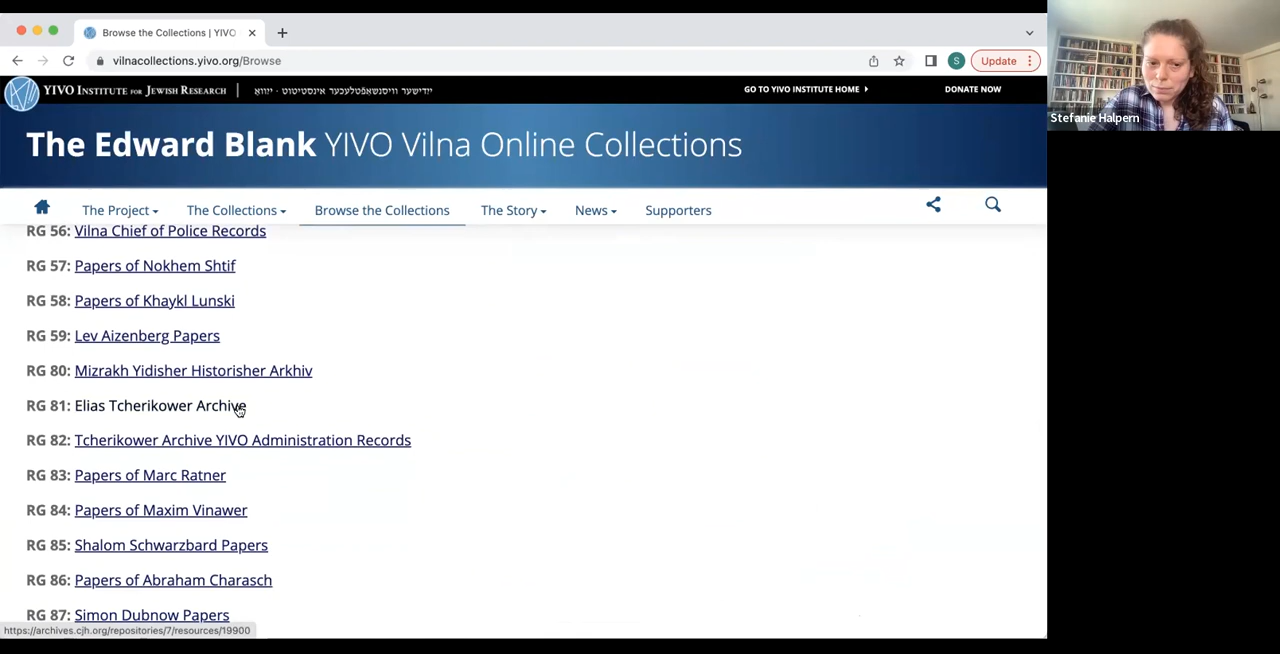 Browse the Collections | YIVO
vilnacollections.yivo.org/Browse
S
Update
YIVO INSTITUTE FOR JEWISH RESEARCH | ייִדישער וויסנשאַפֿטלעכער אינסטיטוט · ייִוואָ
GO TO YIVO INSTITUTE HOME
DONATE NOW
Stefanie Halpern
The Edward Blank YIVO Vilna Online Collections
The Project
The Collections
Browse the Collections
The Story
News
Supporters
RG 56: Vilna Chief of Police Records
RG 57: Papers of Nokhem Shtif
RG 58: Papers of Khaykl Lunski
RG 59: Lev Aizenberg Papers
RG 80: Mizrakh Yidisher Historisher Arkhiv
RG 81: Elias Tcherikower Archive
RG 82: Tcherikower Archive YIVO Administration Records
RG 83: Papers of Marc Ratner
RG 84: Papers of Maxim Vinawer
RG 85: Shalom Schwarzbard Papers
RG 86: Papers of Abraham Charasch
RG 87: Simon Dubnow Papers
https://archives.cjh.org/repositories/7/resources/19900